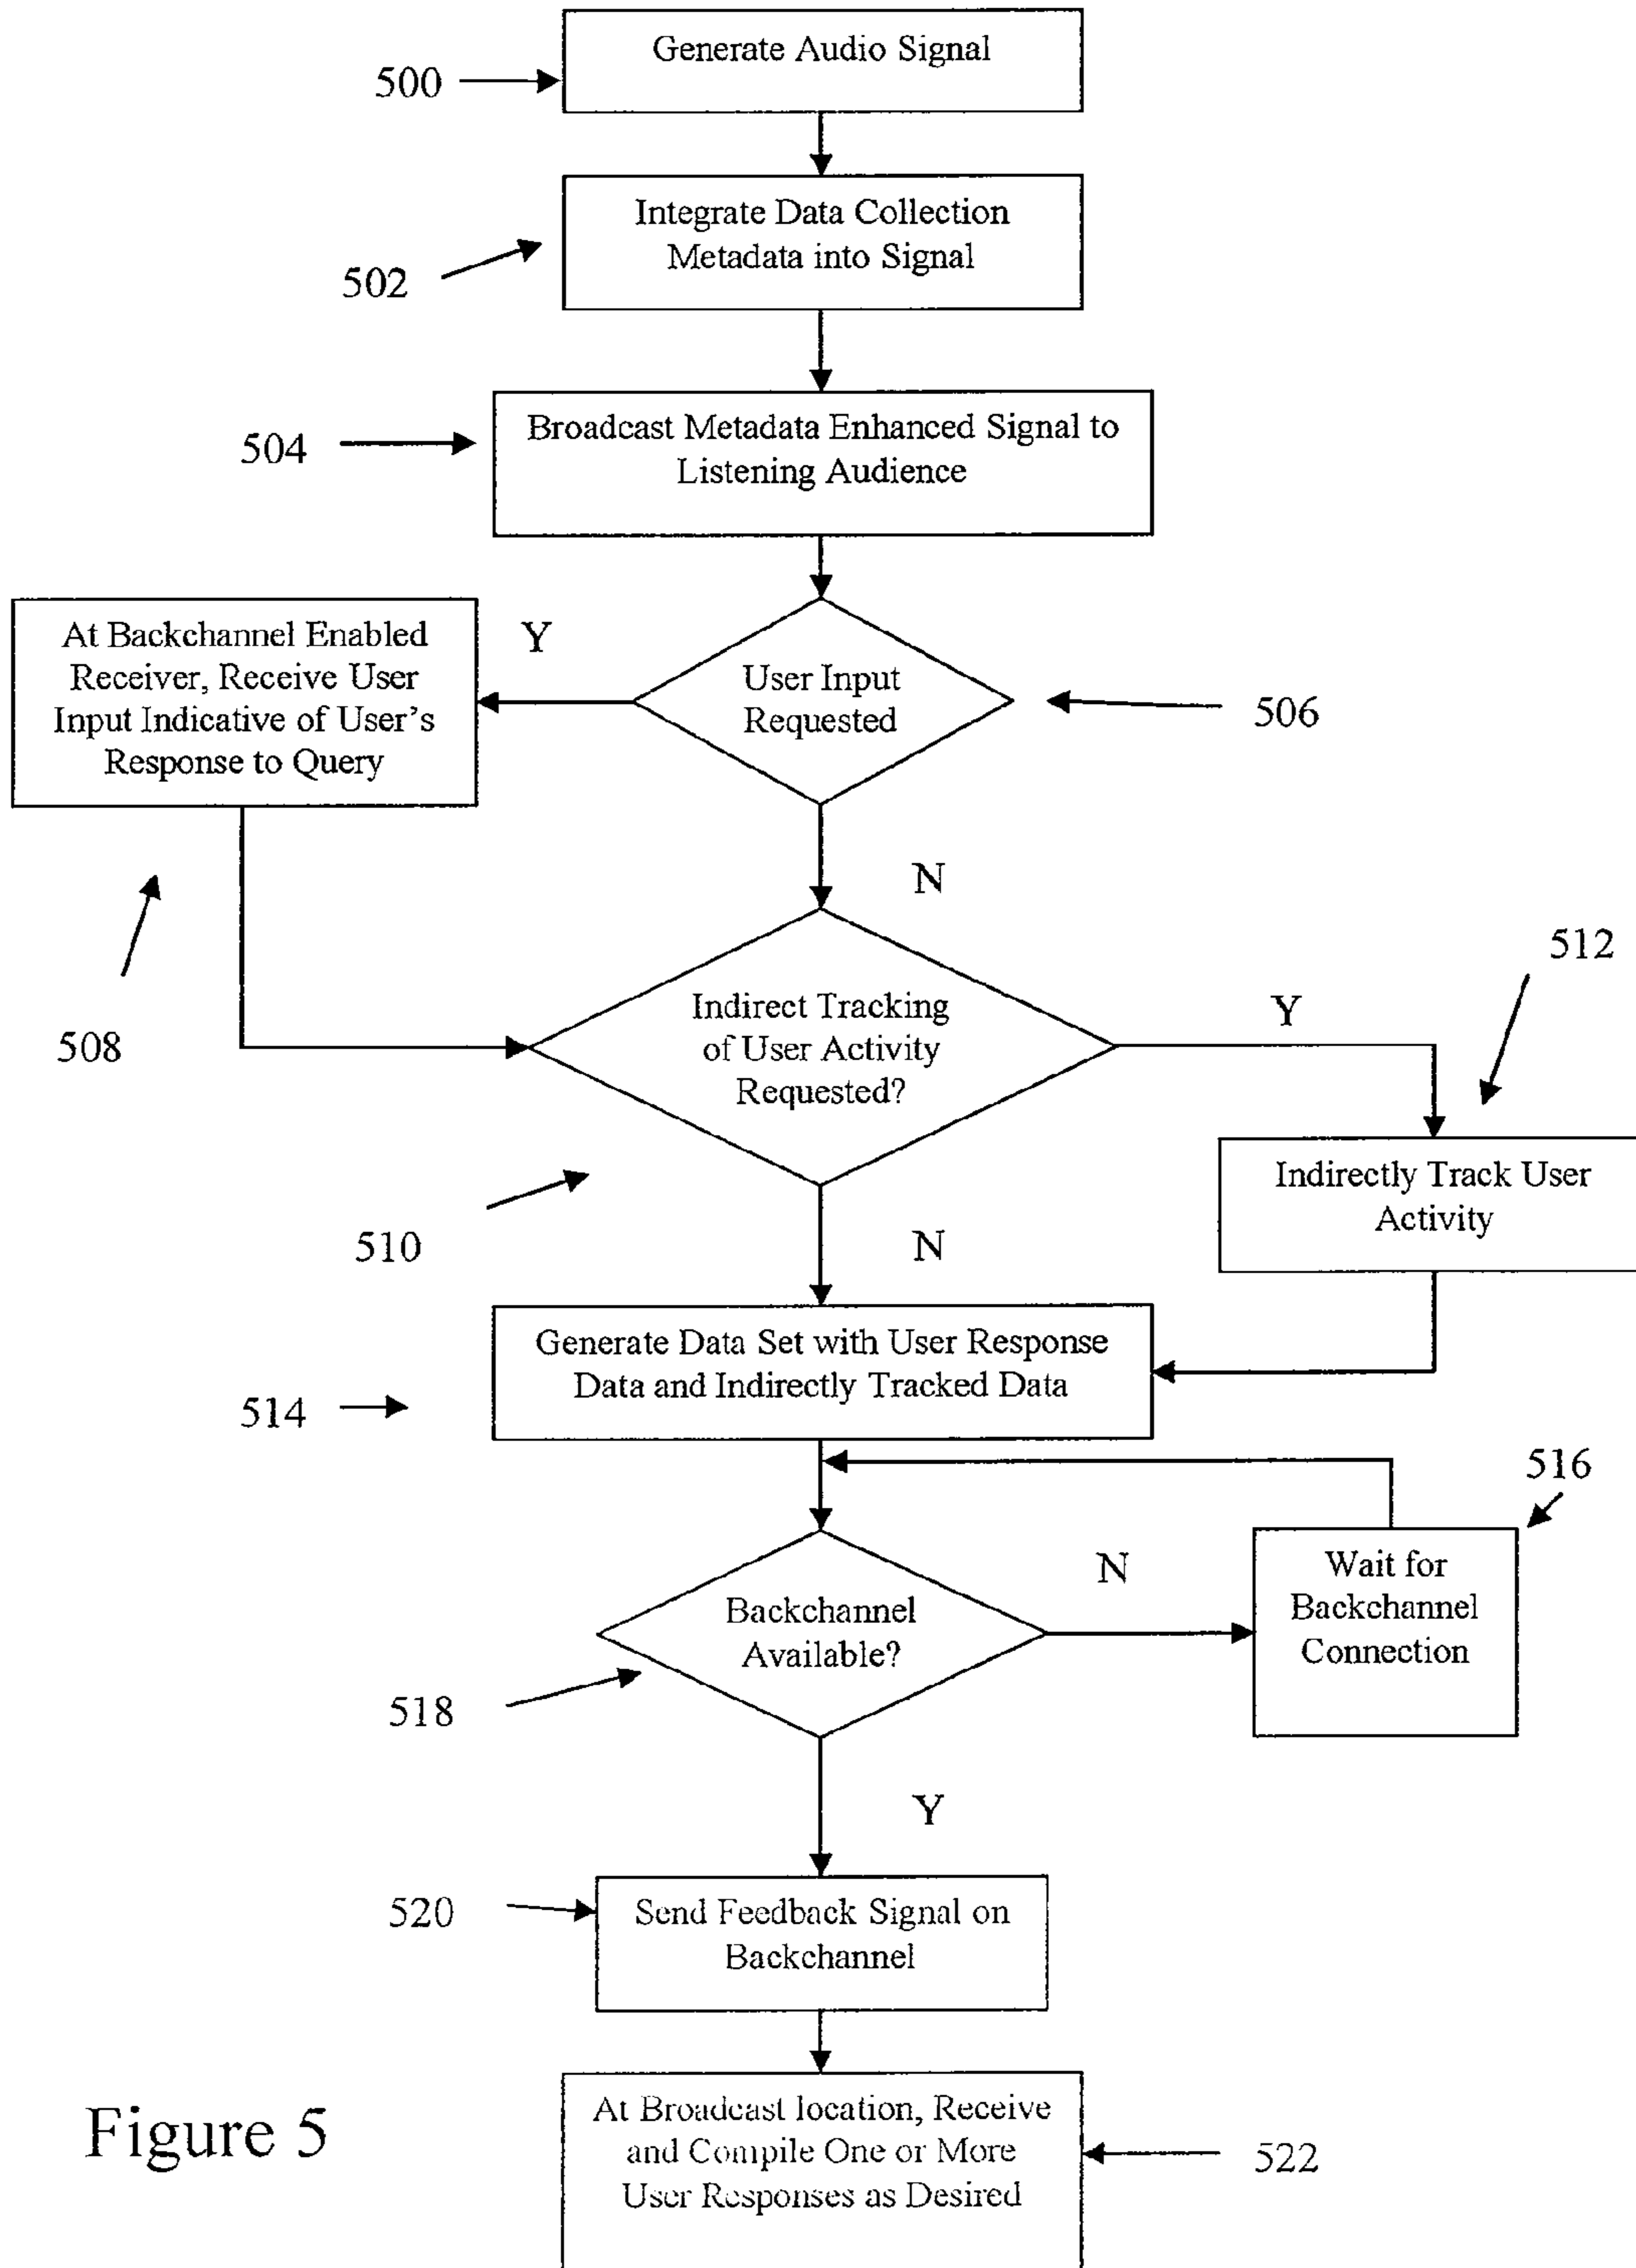 Generate Audio Signal
500
Integrate Data Collection
Metadata into Signal
502
Broadcast Metadata Enhanced Signal to
Listening Audience
504
At Backchannel Enabled
Receiver, Receive User
Input Indicative of User's
Response to Query
Y
User Input
Requested
506
N
508
Indirect Tracking
of User Activity
Requested?
Y
512
510
N
Indirectly Track User
Activity
Generate Data Set with User Response
Data and Indirectly Tracked Data
514
516
Backchannel
Available?
N
Wait for
Backchannel
Connection
518
Y
520
Send Feedback Signal on
Backchannel
At Broadcast location, Receive
and Compile One or More
User Responses as Desired
522
Figure 5